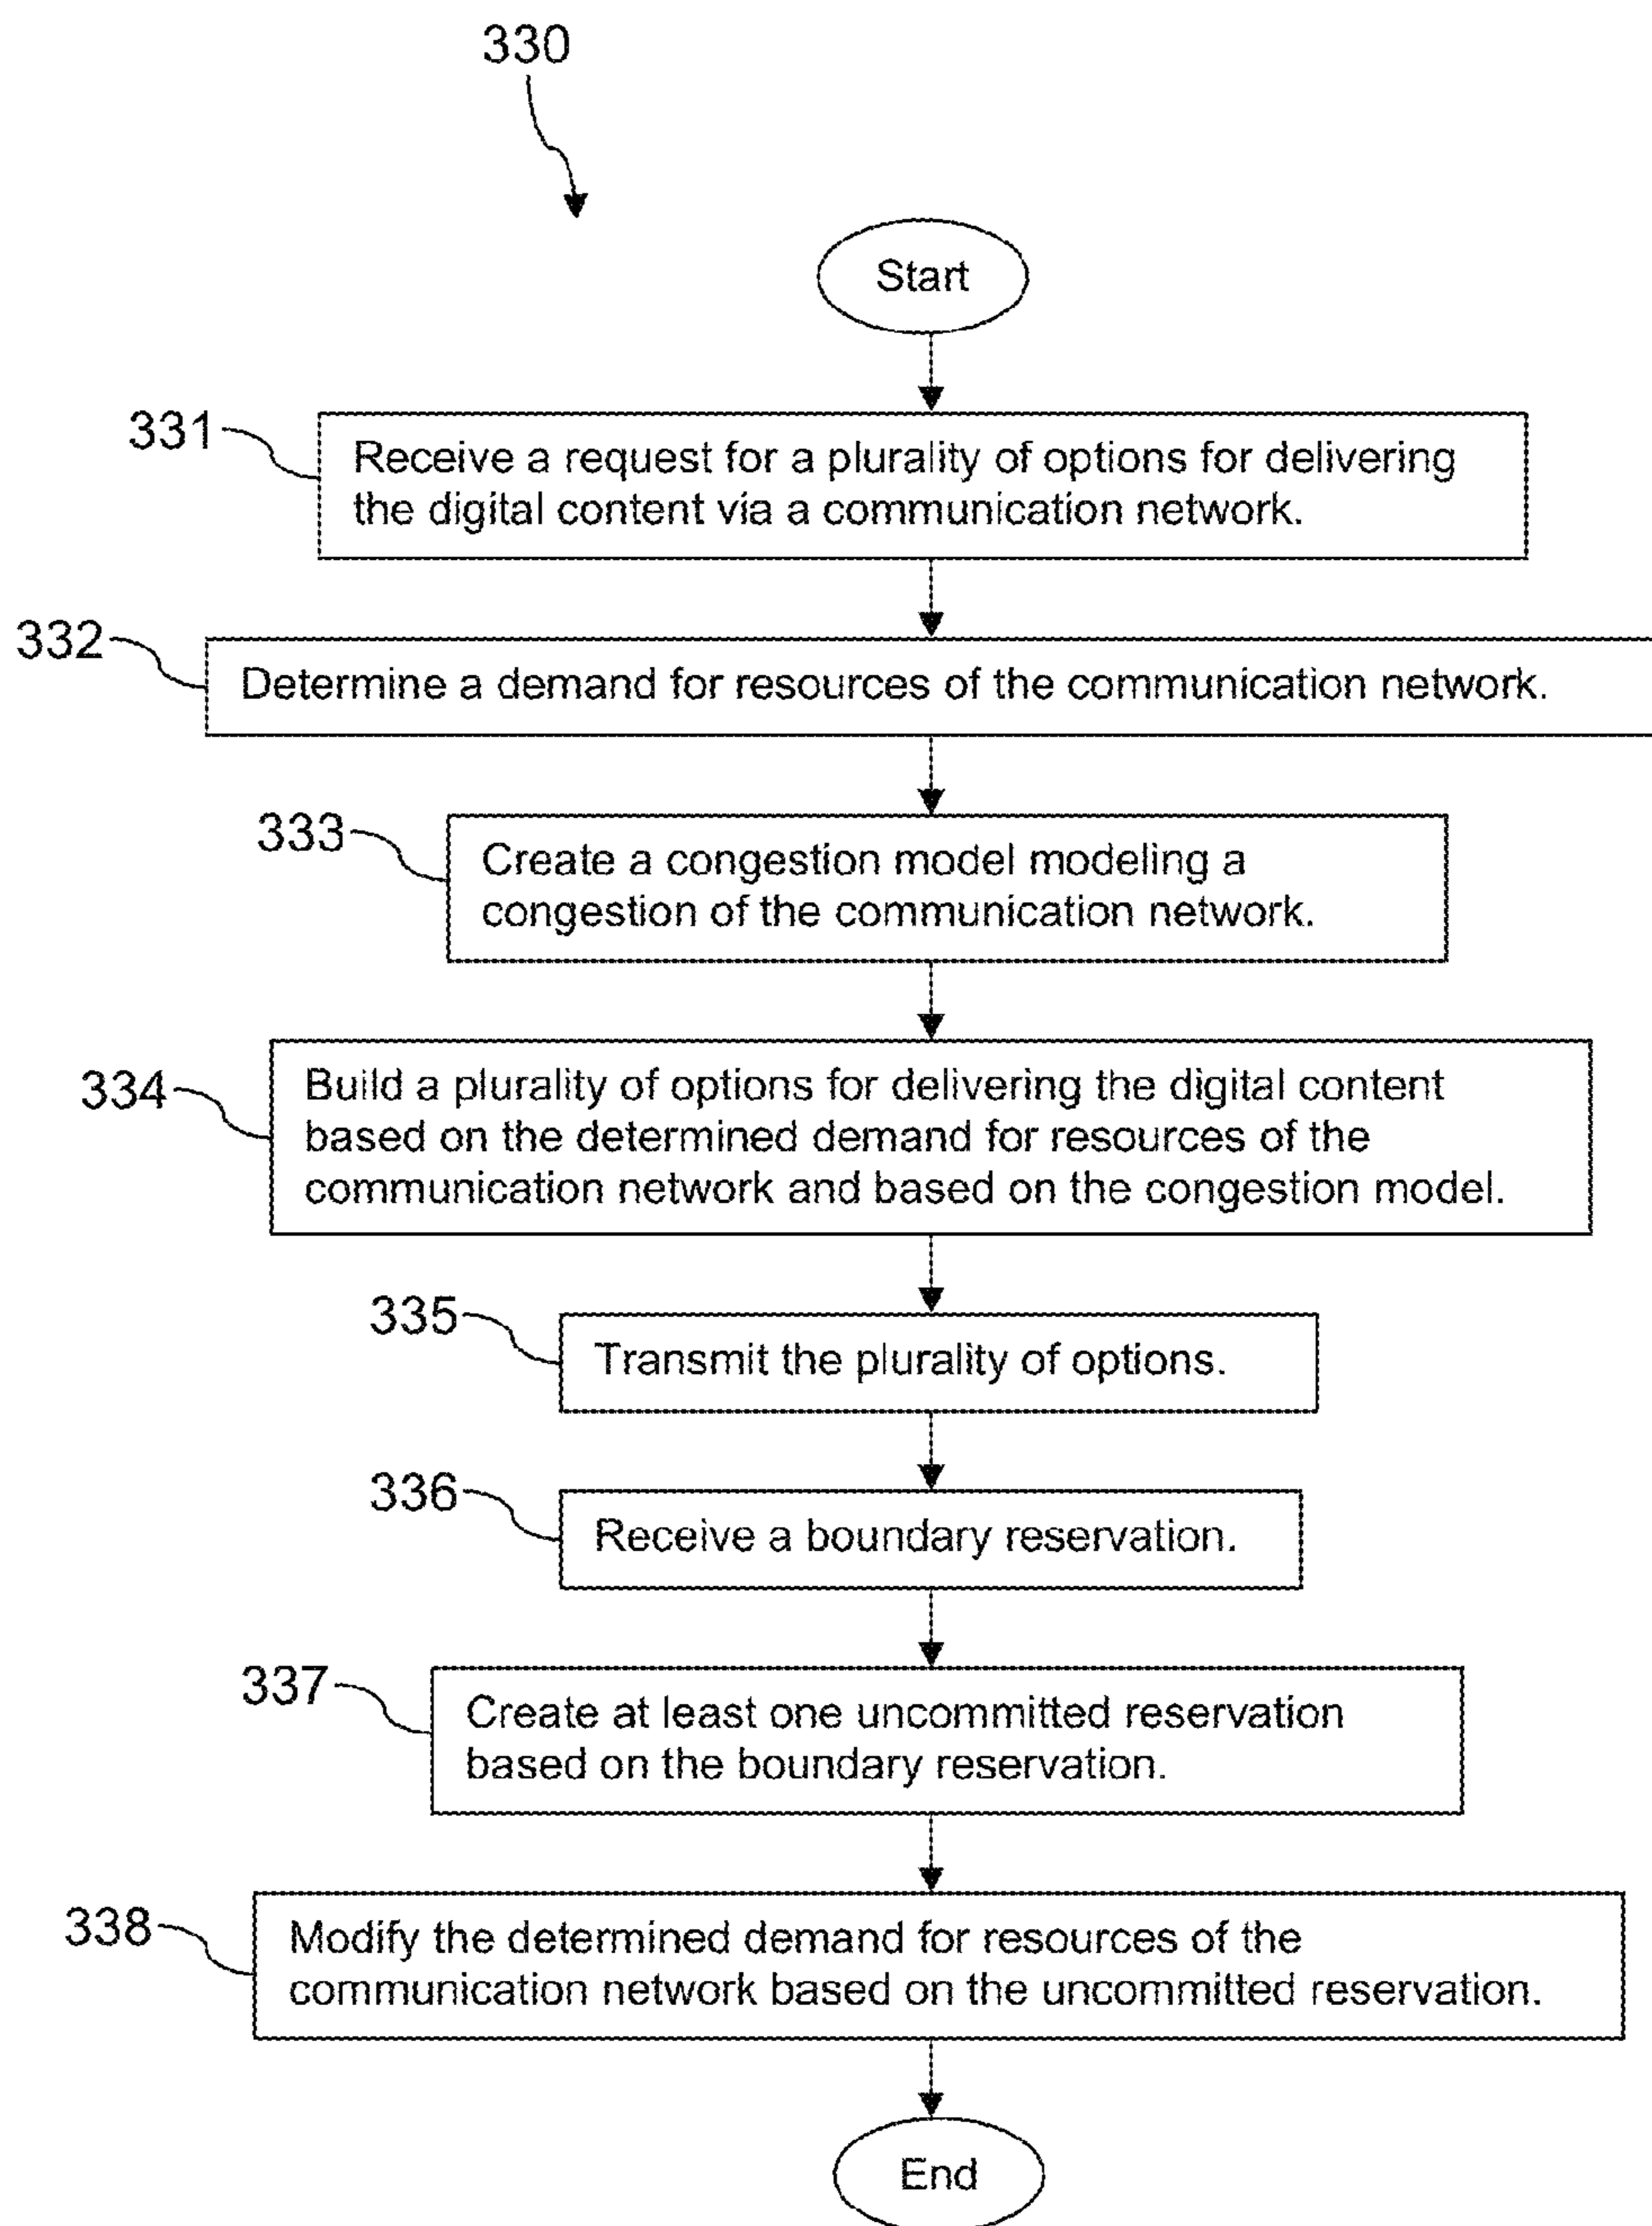 330
Start
331
Receive a request for a plurality of options for delivering
the digital content via a communication network.
332
Determine a demand for resources of the communication network.
333
Create a congestion model modeling a
congestion of the communication network.
334
Build a plurality of options for delivering the digital content
based on the determined demand for resources of the
communication network and based on the congestion model.
335
Transmit the plurality of options.
336
Receive a boundary reservation.
337
Create at least one uncommitted reservation
based on the boundary reservation.
338
Modify the determined demand for resources of the
communication network based on the uncommitted reservation.
End